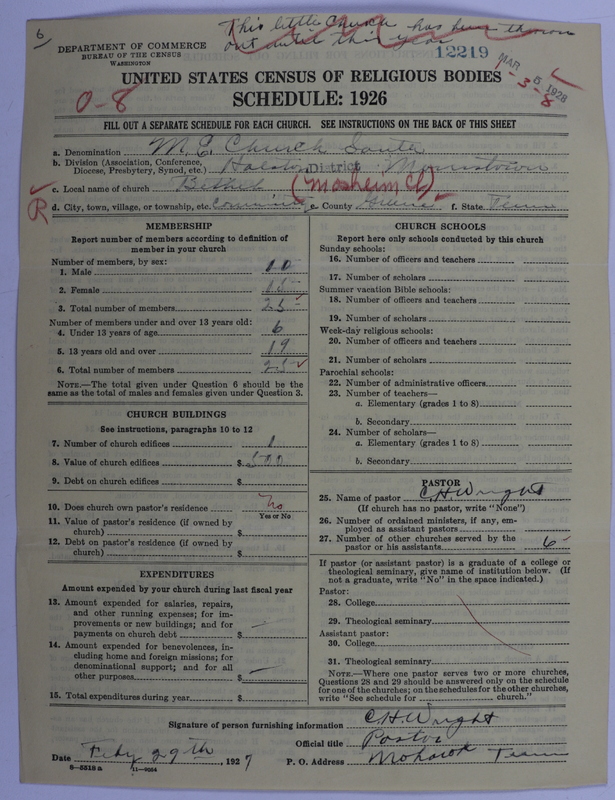 6
This little Church has been thrown
out until this year
12219
MAR 5 1928
-3-8
DEPARTMENT OF COMMERCE
BUREAU OF THE CENSUS
WASHINGTON
UNITED STATES CENSUS OF RELIGIOUS BODIES
0-8
SCHEDULE: 1926
FILL OUT A SEPARATE SCHEDULE FOR EACH CHURCH. SEE INSTRUCTIONS ON THE BACK OF THIS SHEET
a. Denomination M. E. Church South
b. Division (Association, Conference, Diocese, Presbytery, Synod, etc.) Holston District Morristown
c. Local name of church Bethel (Mosheim Ct)
R
d. City, town, village, or township, etc. e. County Greene f. State Tenn
MEMBERSHIP
Report number of members according to definition of
member in your church
Number of members, by sex:
1. Male 10
2. Female 15
3. Total number of members 25
Number of members under and over 13 years old:
4. Under 13 years of age 6
5. 13 years old and over 19
6. Total number of members 25
NOTE.—The total given under Question 6 should be
same as the total of males and females given under Question 3.
CHURCH BUILDINGS
See instructions, paragraphs 10 to 12
7. Number of church edifices 1
8. Value of church edifices $ 500
9. Debt on church edifices $
10. Does church own pastor's residence No
Yes or No
11. Value of pastor's residence (if owned by
church) $
12. Debt on pastor's residence (if owned by
church) $
EXPENDITURES
Amount expended by your church during last fiscal year
13. Amount expended for salaries, repairs,
and other running expenses; for im-
provements or new buildings; and for
payments on church debt $ —
14. Amount expended for benevolences, in-
cluding home and foreign missions; for
denominational support; and for all
other purposes $ —
15. Total expenditures during year $
CHURCH SCHOOLS
Report here only schools conducted by this church
Sunday schools:
16. Number of officers and teachers
17. Number of scholars
Summer vacation Bible schools:
18. Number of officers and teachers
19. Number of scholars
Week-day religious schools:
20. Number of officers and teachers
21. Number of scholars
Parochial schools:
22. Number of administrative officers
23. Number of teachers—
a. Elementary (grades 1 to 8)
b. Secondary
24. Number of scholars—
a. Elementary (grades 1 to 8)
b. Secondary
PASTOR
25. Name of pastor C H Wright
(If church has no pastor, write "None")
26. Number of ordained ministers, if any, em-
ployed as assistant pastors
27. Number of other churches served by the
pastor or his assistants 6
If pastor (or assistant pastor) is a graduate of a college or
theological seminary, give name of institution below. (If
not a graduate, write "No" in the space indicated.)
Pastor:
28. College
29. Theological seminary
Assistant pastor:
30. College
31. Theological seminary
NOTE.—Where one pastor serves two or more churches,
Questions 28 and 29 should be answered only on the schedule
for one of the churches; on the schedules for the other churches,
write "See schedule for church."
Signature of person furnishing information C H Wright
Official title Pastor
Date Feby 29th, 1927 P. O. Address Mohawk Tenn
8-5518a 11-9024